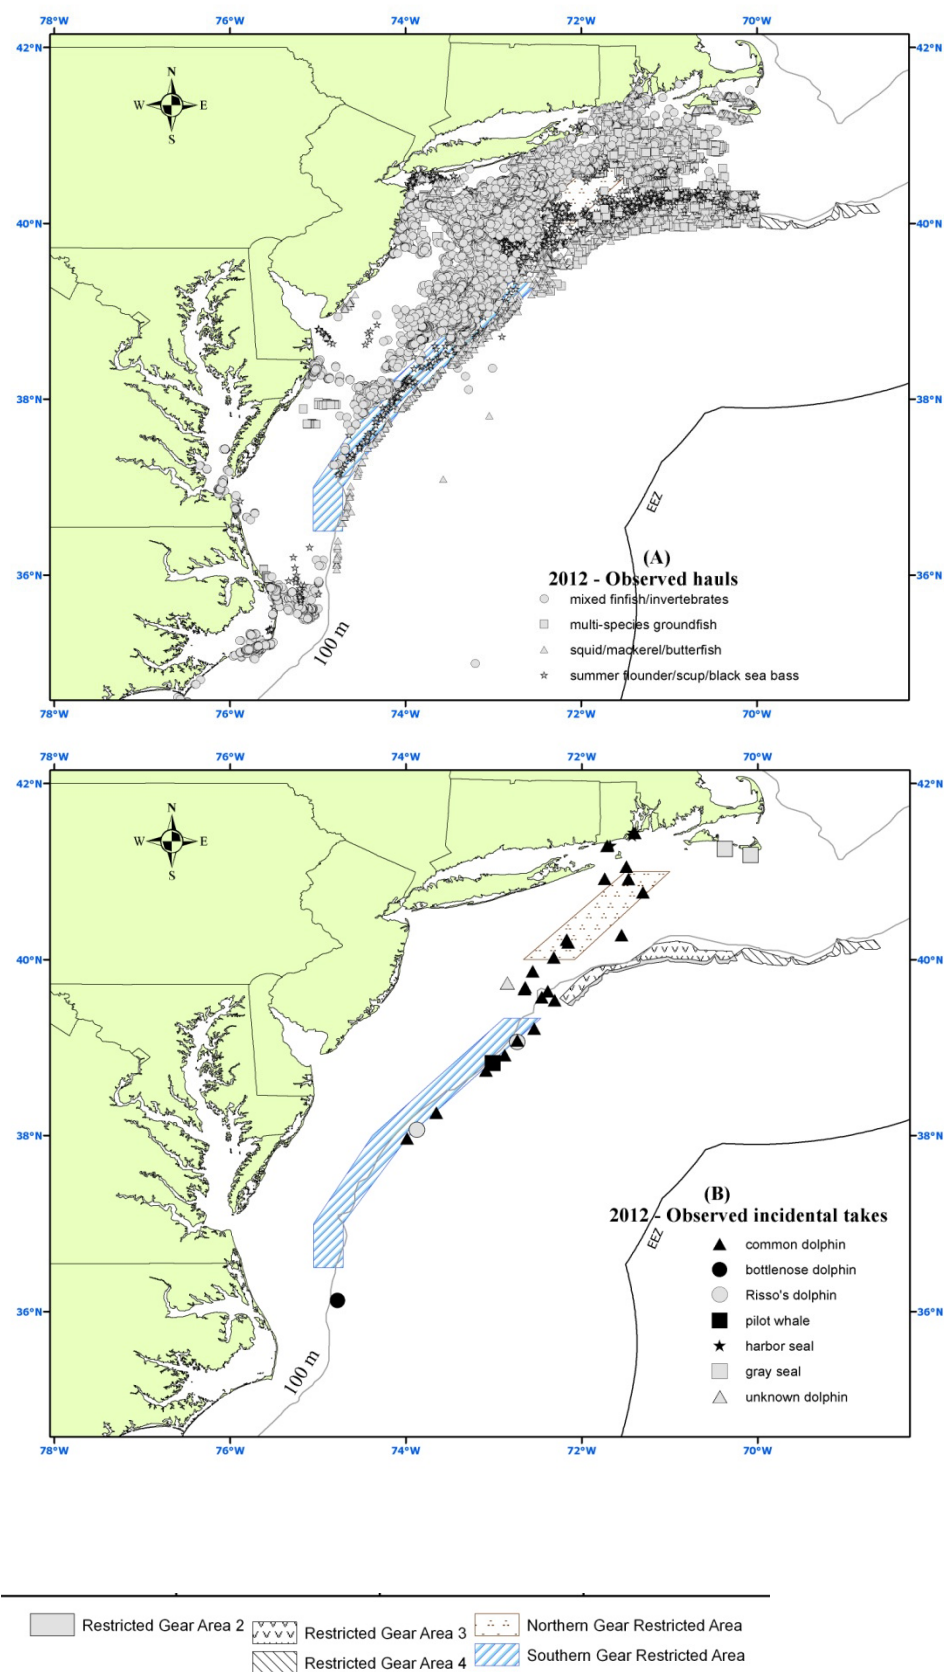 78°W 76°W 74°W 72°W 70°W
42°N 42°N
N
W E
S
40°N 40°N
38°N 38°N
EEZ
(A)
36°N 36°N
2012 - Observed hauls
mixed finfish/invertebrates
multi-species groundfish
100 m
squid/mackerel/butterfish
summer flounder/scup/black sea bass
78°W 76°W 74°W 72°W 70°W
78°W 76°W 74°W 72°W 70°W
42°N 42°N
N
W E
S
40°N 40°N
38°N 38°N
(B)
2012 - Observed incidental takes
EEZ
common dolphin
bottlenose dolphin
Risso's dolphin
36°N 36°N
pilot whale
harbor seal
100 m
gray seal
unknown dolphin
78°W 76°W 74°W 72°W 70°W
Restricted Gear Area 2
Restricted Gear Area 3
Restricted Gear Area 4
Northern Gear Restricted Area
Southern Gear Restricted Area